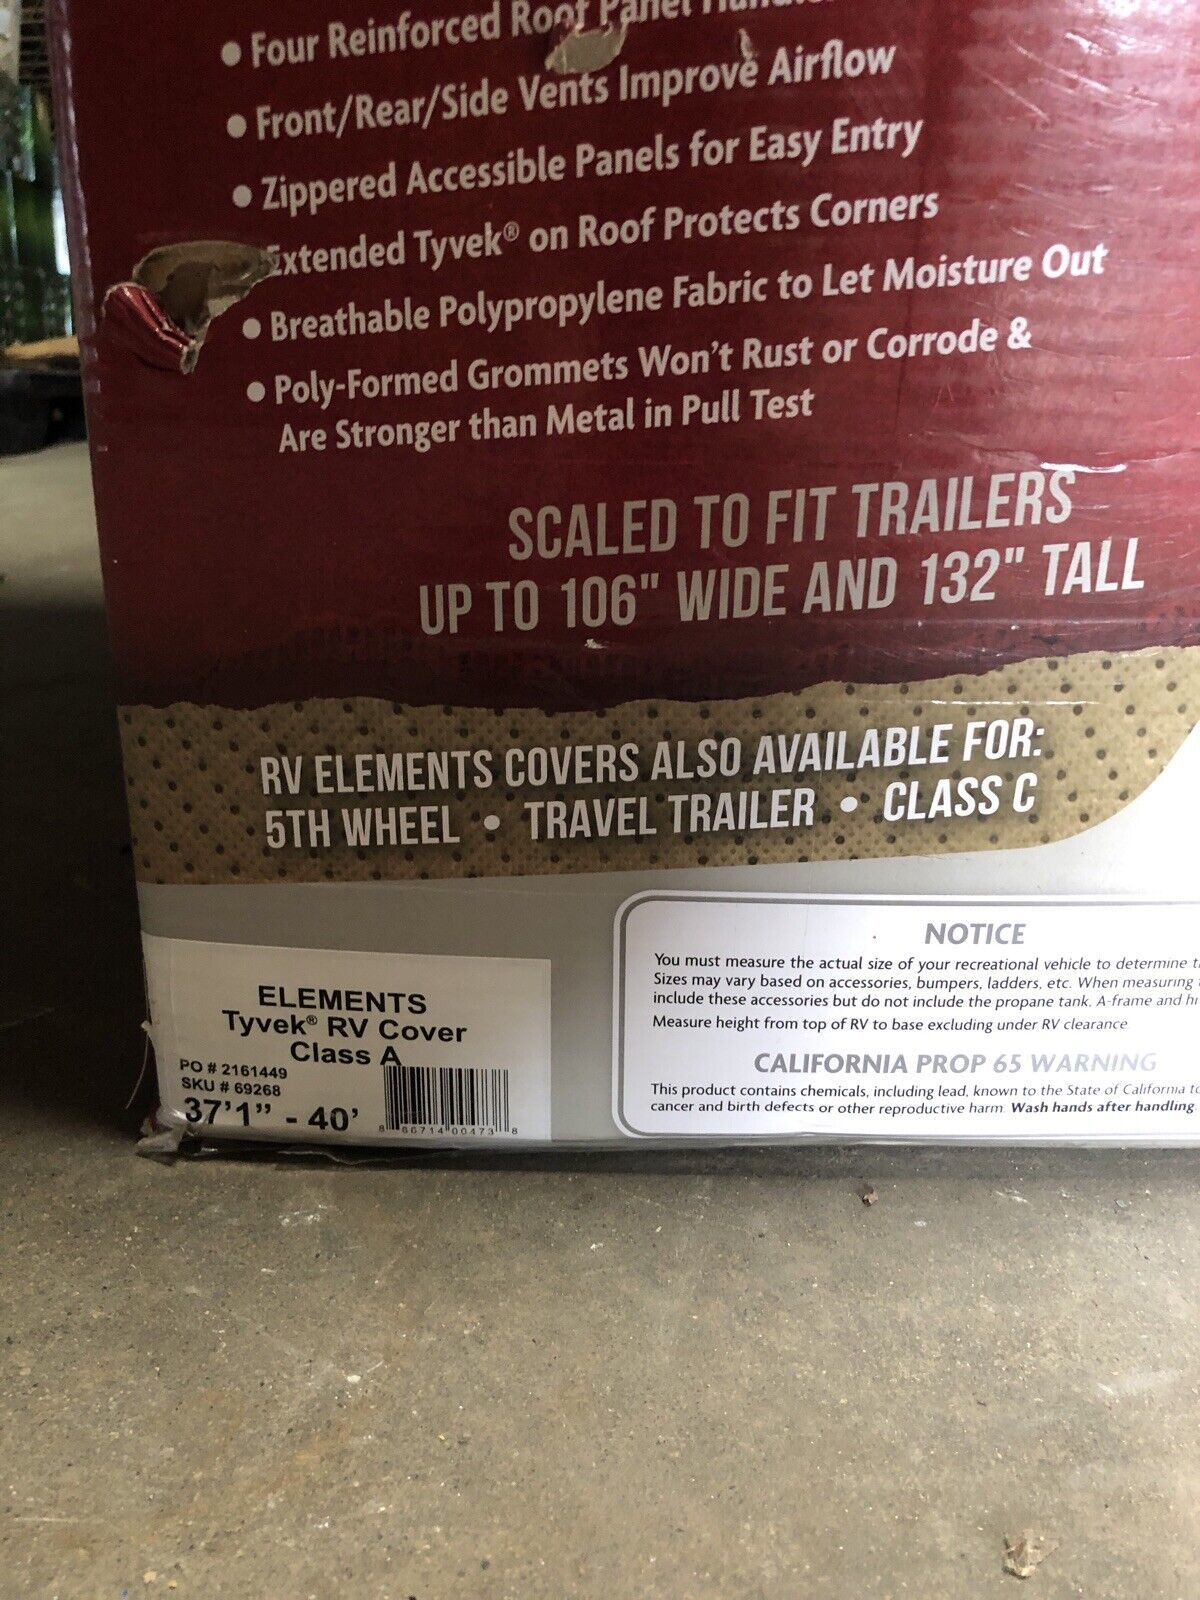 • Four Reinforced Roof Panel
• Front/Rear/Side Vents Improve Airflow
• Zippered Accessible Panels for Easy Entry
Extended Tyvek® on Roof Protects Corners
• Breathable Polypropylene Fabric to Let Moisture Out
• Poly-Formed Grommets Won't Rust or Corrode &
Are Stronger than Metal in Pull Test
SCALED TO FIT TRAILERS
UP TO 106" WIDE AND 132" TALL
RV ELEMENTS COVERS ALSO AVAILABLE FOR:
5TH WHEEL • TRAVEL TRAILER • CLASS C
ELEMENTS
Tyvek® RV Cover
Class A
PO # 2161449
SKU # 69268
37'1" - 40'
8 66714 00473 8
NOTICE
You must measure the actual size of your recreational vehicle to determine
Sizes may vary based on accessories, bumpers, ladders, etc. When measuring
include these accessories but do not include the propane tank, A-frame and
Measure height from top of RV to base excluding under RV clearance
CALIFORNIA PROP 65 WARNING
This product contains chemicals, including lead, known to the State of California to
cancer and birth defects or other reproductive harm. Wash hands after handling.